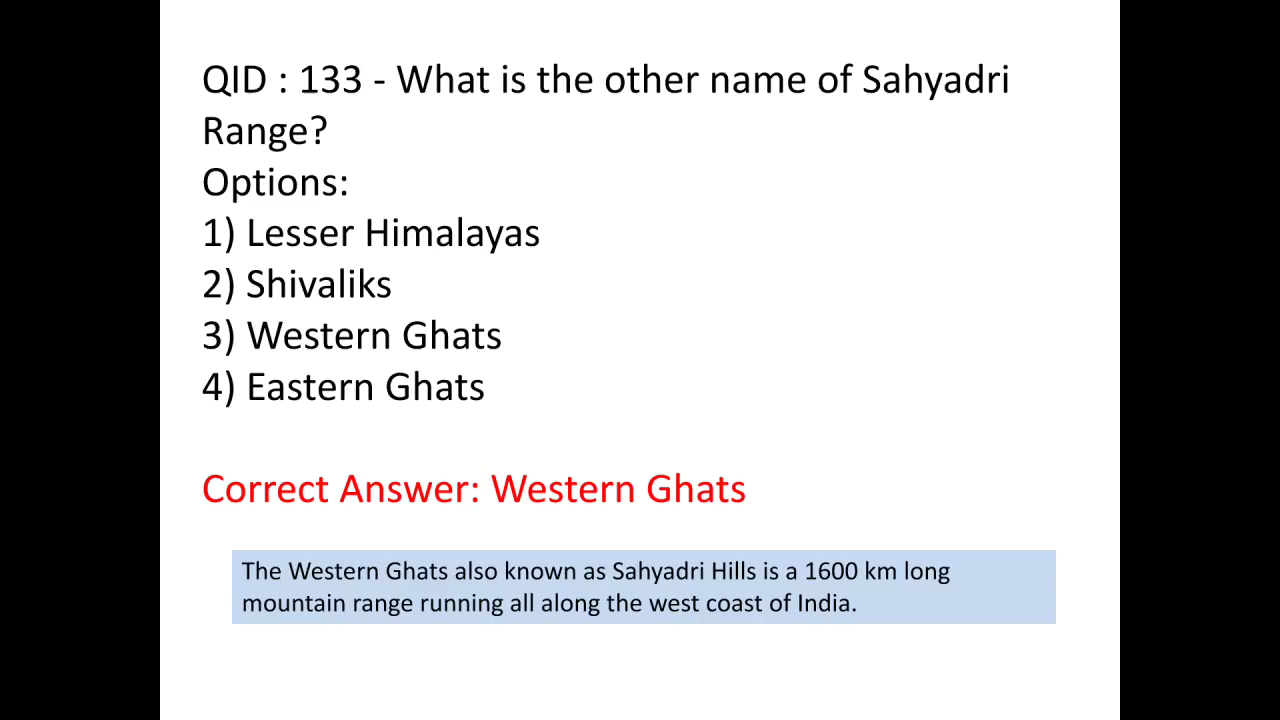 QID : 133 - What is the other name of Sahyadri
Range?
Options:
1) Lesser Himalayas
2) Shivaliks
3) Western Ghats
4) Eastern Ghats
Correct Answer: Western Ghats
The Western Ghats also known as Sahyadri Hills is a 1600 km long
mountain range running all along the west coast of India.